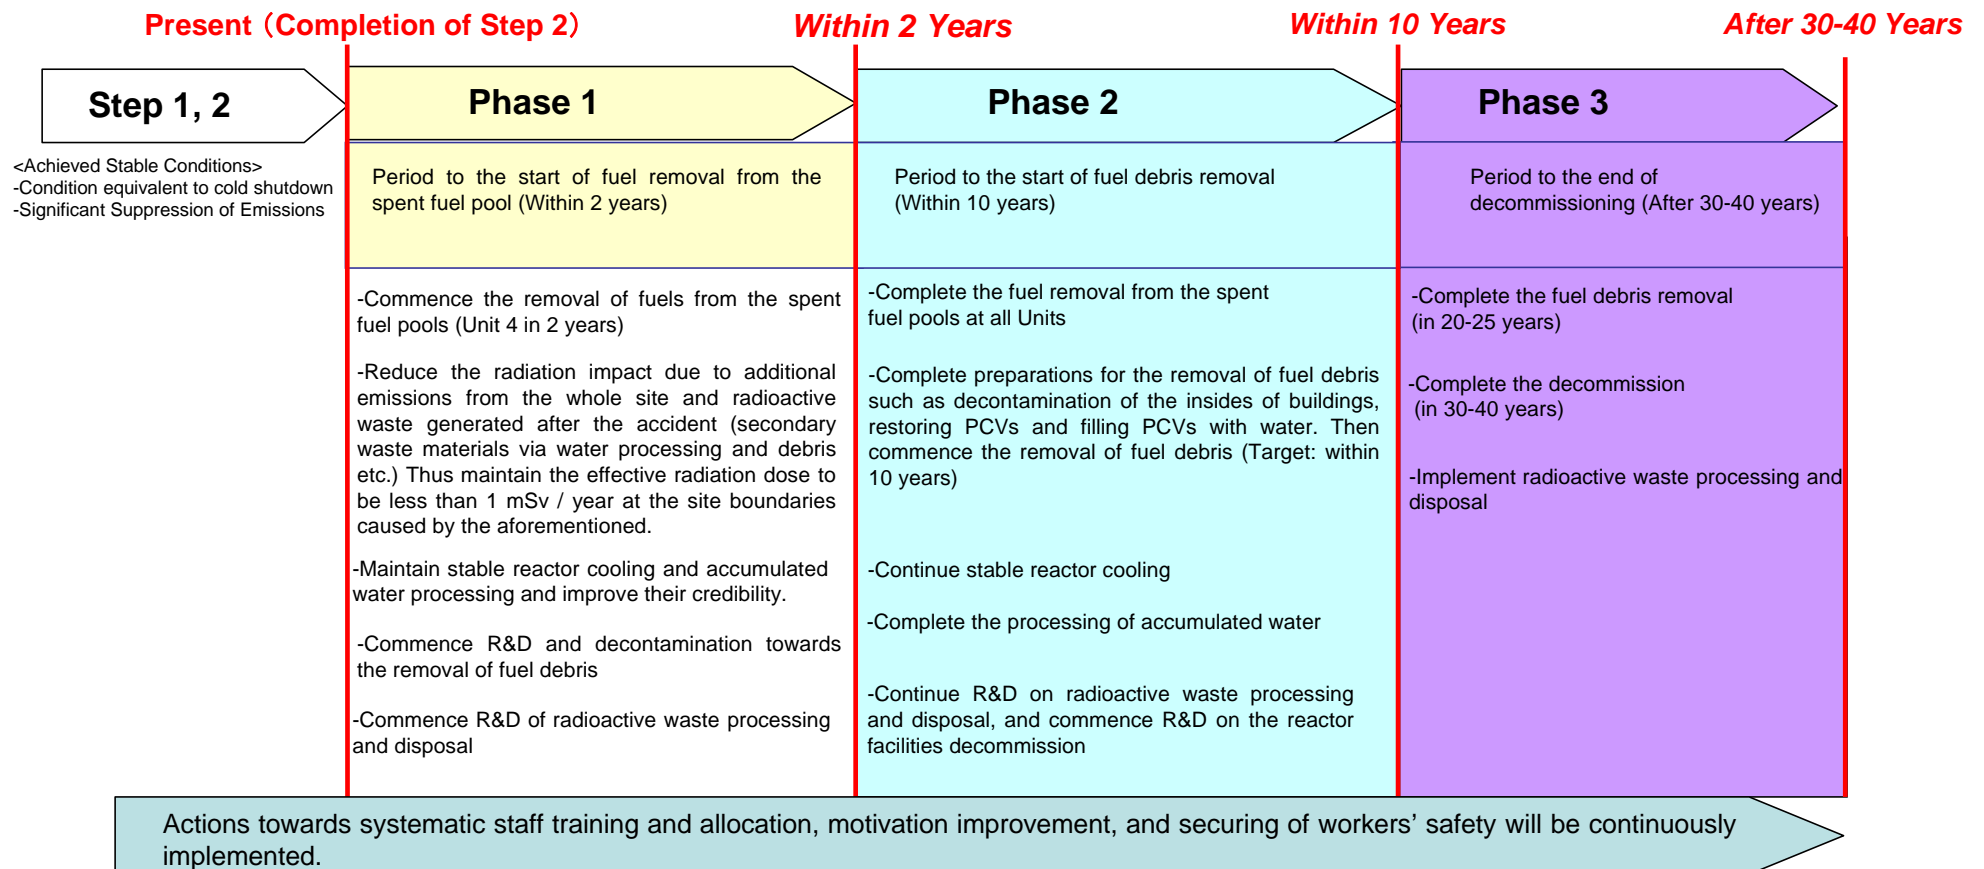 Present（Completion of Step 2）
Within 2 Years
Within 10 Years
After 30-40 Years
Step 1, 2
Phase 1
Phase 2
Phase 3
<Achieved Stable Conditions>
-Condition equivalent to cold shutdown
-Significant Suppression of Emissions
Period to the start of fuel removal from the
spent fuel pool (Within 2 years)
Period to the start of fuel debris removal
(Within 10 years)
Period to the end of
decommissioning (After 30-40 years)
-Commence the removal of fuels from the spent
fuel pools (Unit 4 in 2 years)
-Reduce the radiation impact due to additional
emissions from the whole site and radioactive
waste generated after the accident (secondary
waste materials via water processing and debris
etc.) Thus maintain the effective radiation dose to
be less than 1 mSv / year at the site boundaries
caused by the aforementioned.
-Maintain stable reactor cooling and accumulated
water processing and improve their credibility.
-Commence R&D and decontamination towards
the removal of fuel debris
-Commence R&D of radioactive waste processing
and disposal
-Complete the fuel removal from the spent
fuel pools at all Units
-Complete preparations for the removal of fuel debris
such as decontamination of the insides of buildings,
restoring PCVs and filling PCVs with water. Then
commence the removal of fuel debris (Target: within
10 years)
-Continue stable reactor cooling
-Complete the processing of accumulated water
-Continue R&D on radioactive waste processing
and disposal, and commence R&D on the reactor
facilities decommission
-Complete the fuel debris removal
(in 20-25 years)
-Complete the decommission
(in 30-40 years)
-Implement radioactive waste processing and
disposal
Actions towards systematic staff training and allocation, motivation improvement, and securing of workers’ safety will be continuously
implemented.